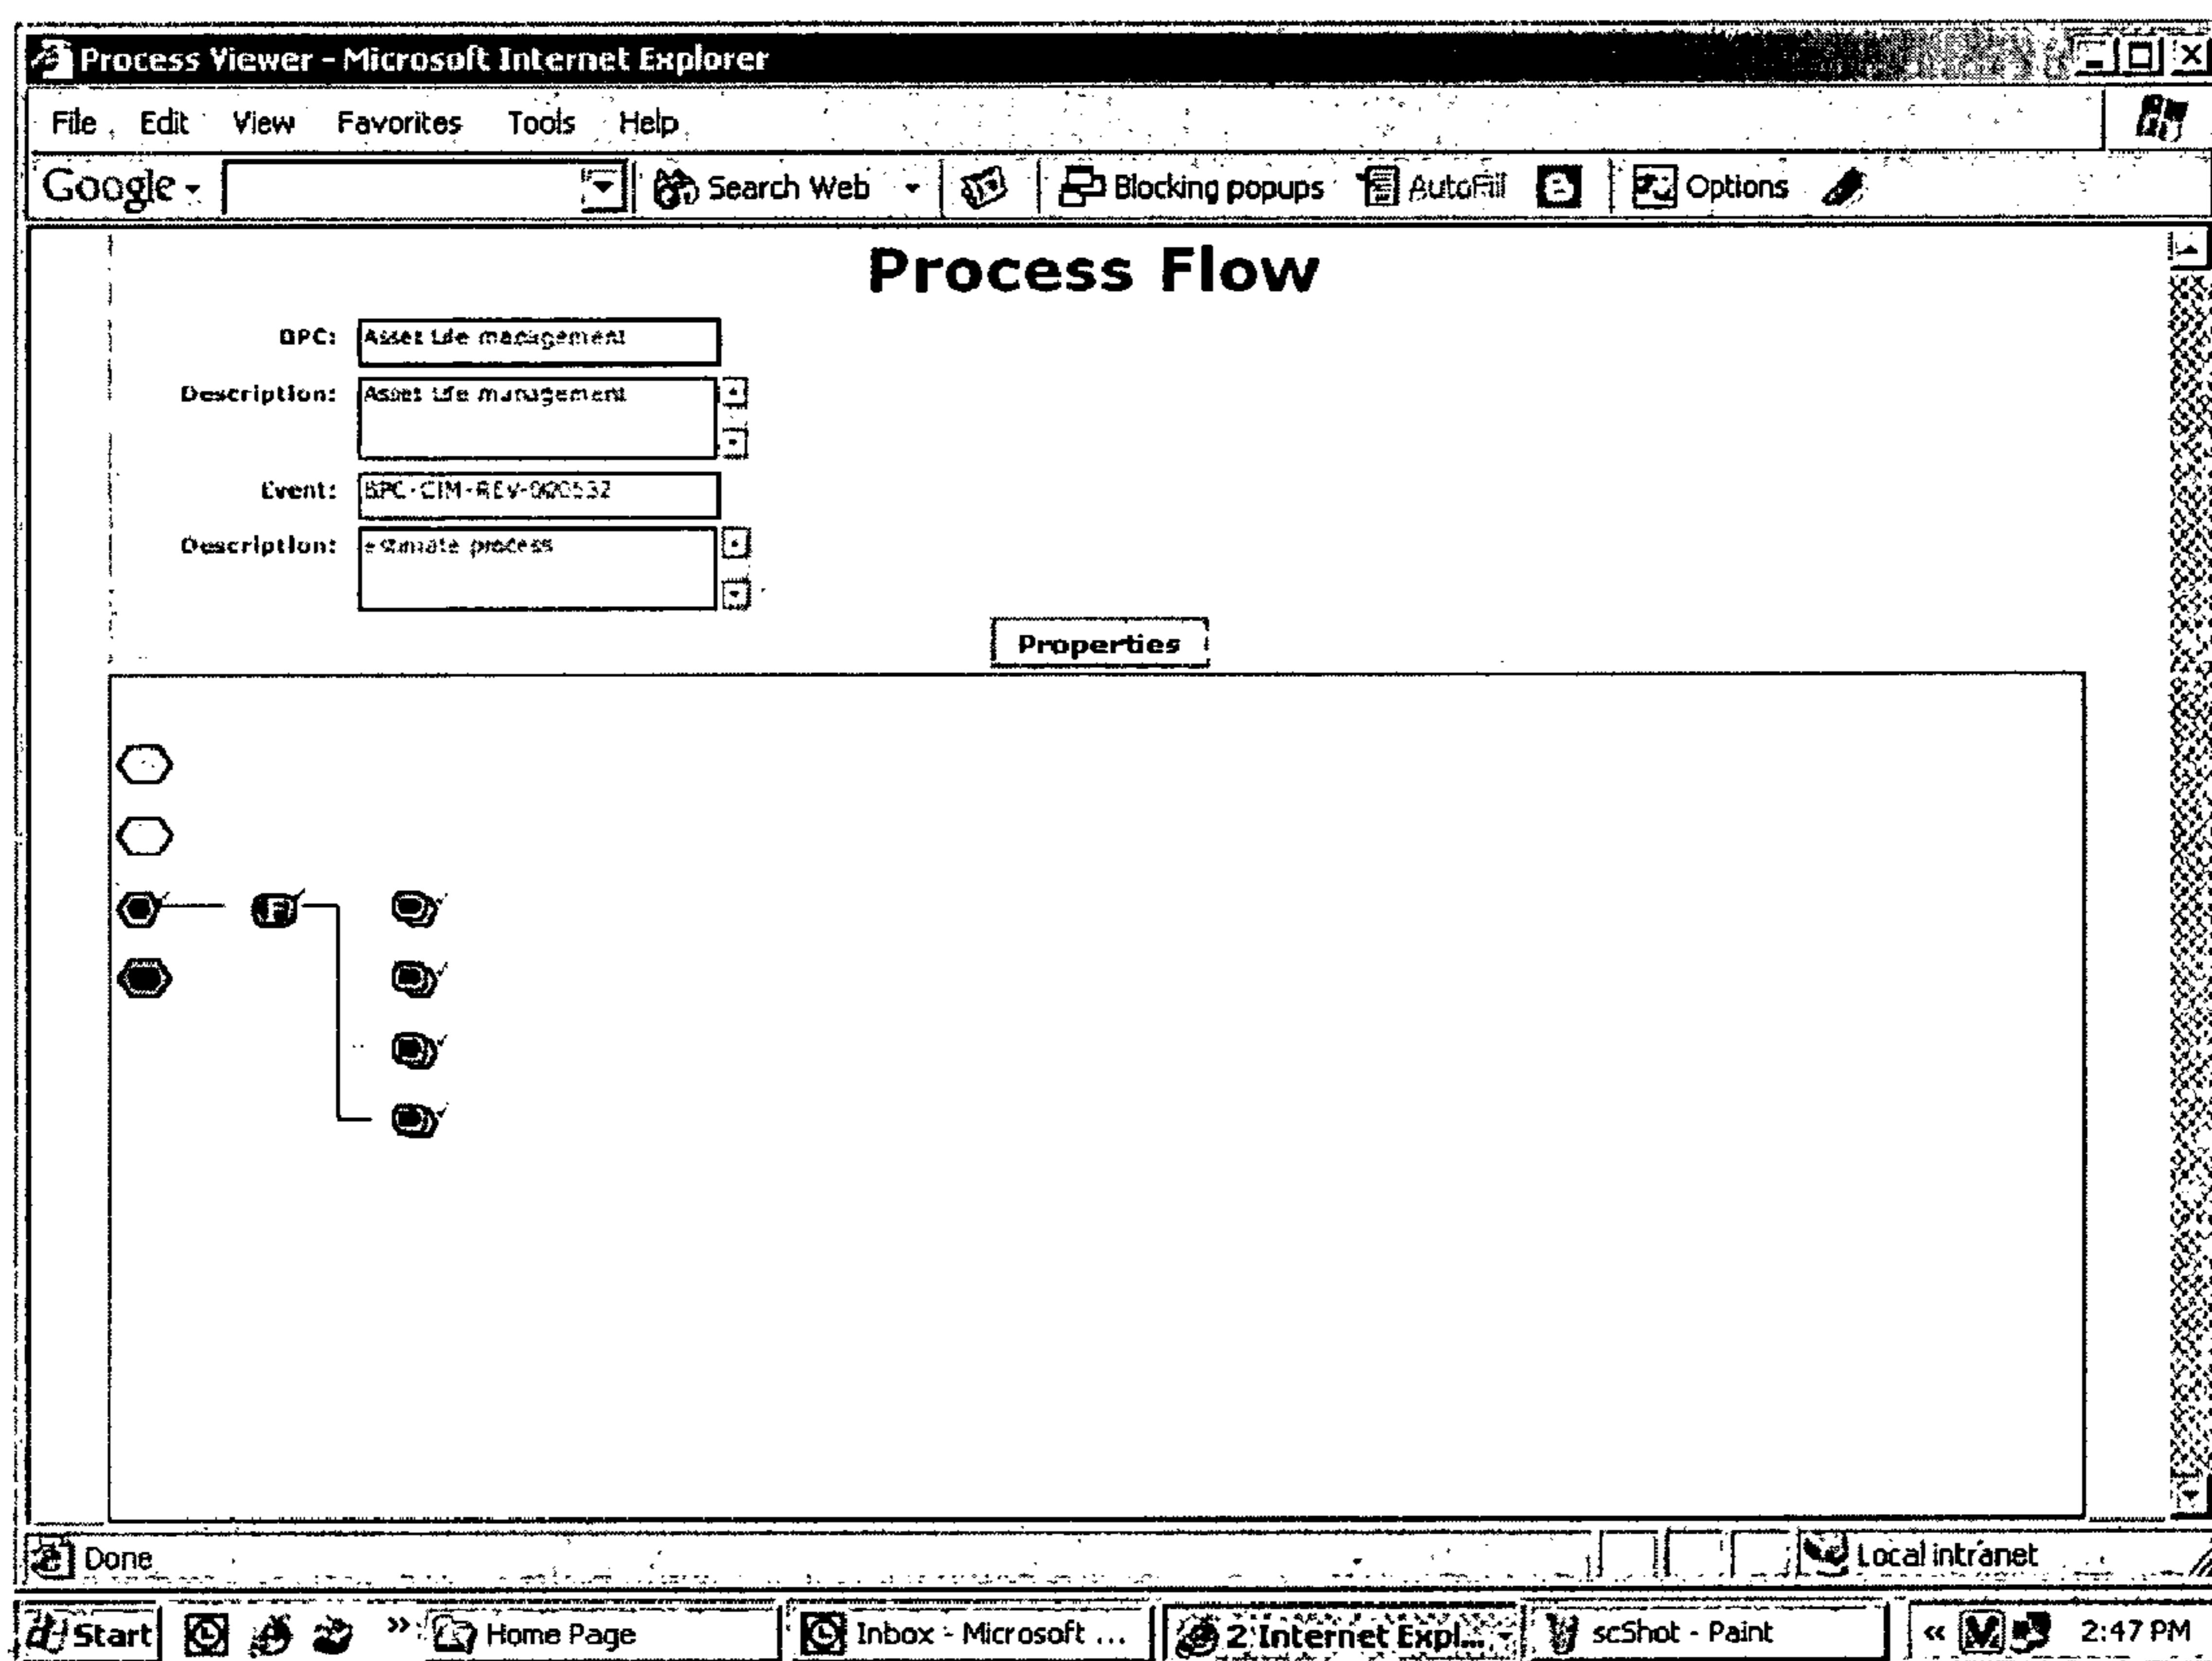 Process Viewer - Microsoft Internet Explorer
File Edit View Favorites Tools Help
Google Search Web Blocking popups AutoFill Options
Process Flow
BPC: Asset Life management
Description: Asset Life management
Event: BPC-CIM-REV-000532
Description: estimate process
Properties
F
Done Local intranet
Start Home Page Inbox - Microsoft ... 2 Internet Expl... scShot - Paint 2:47 PM